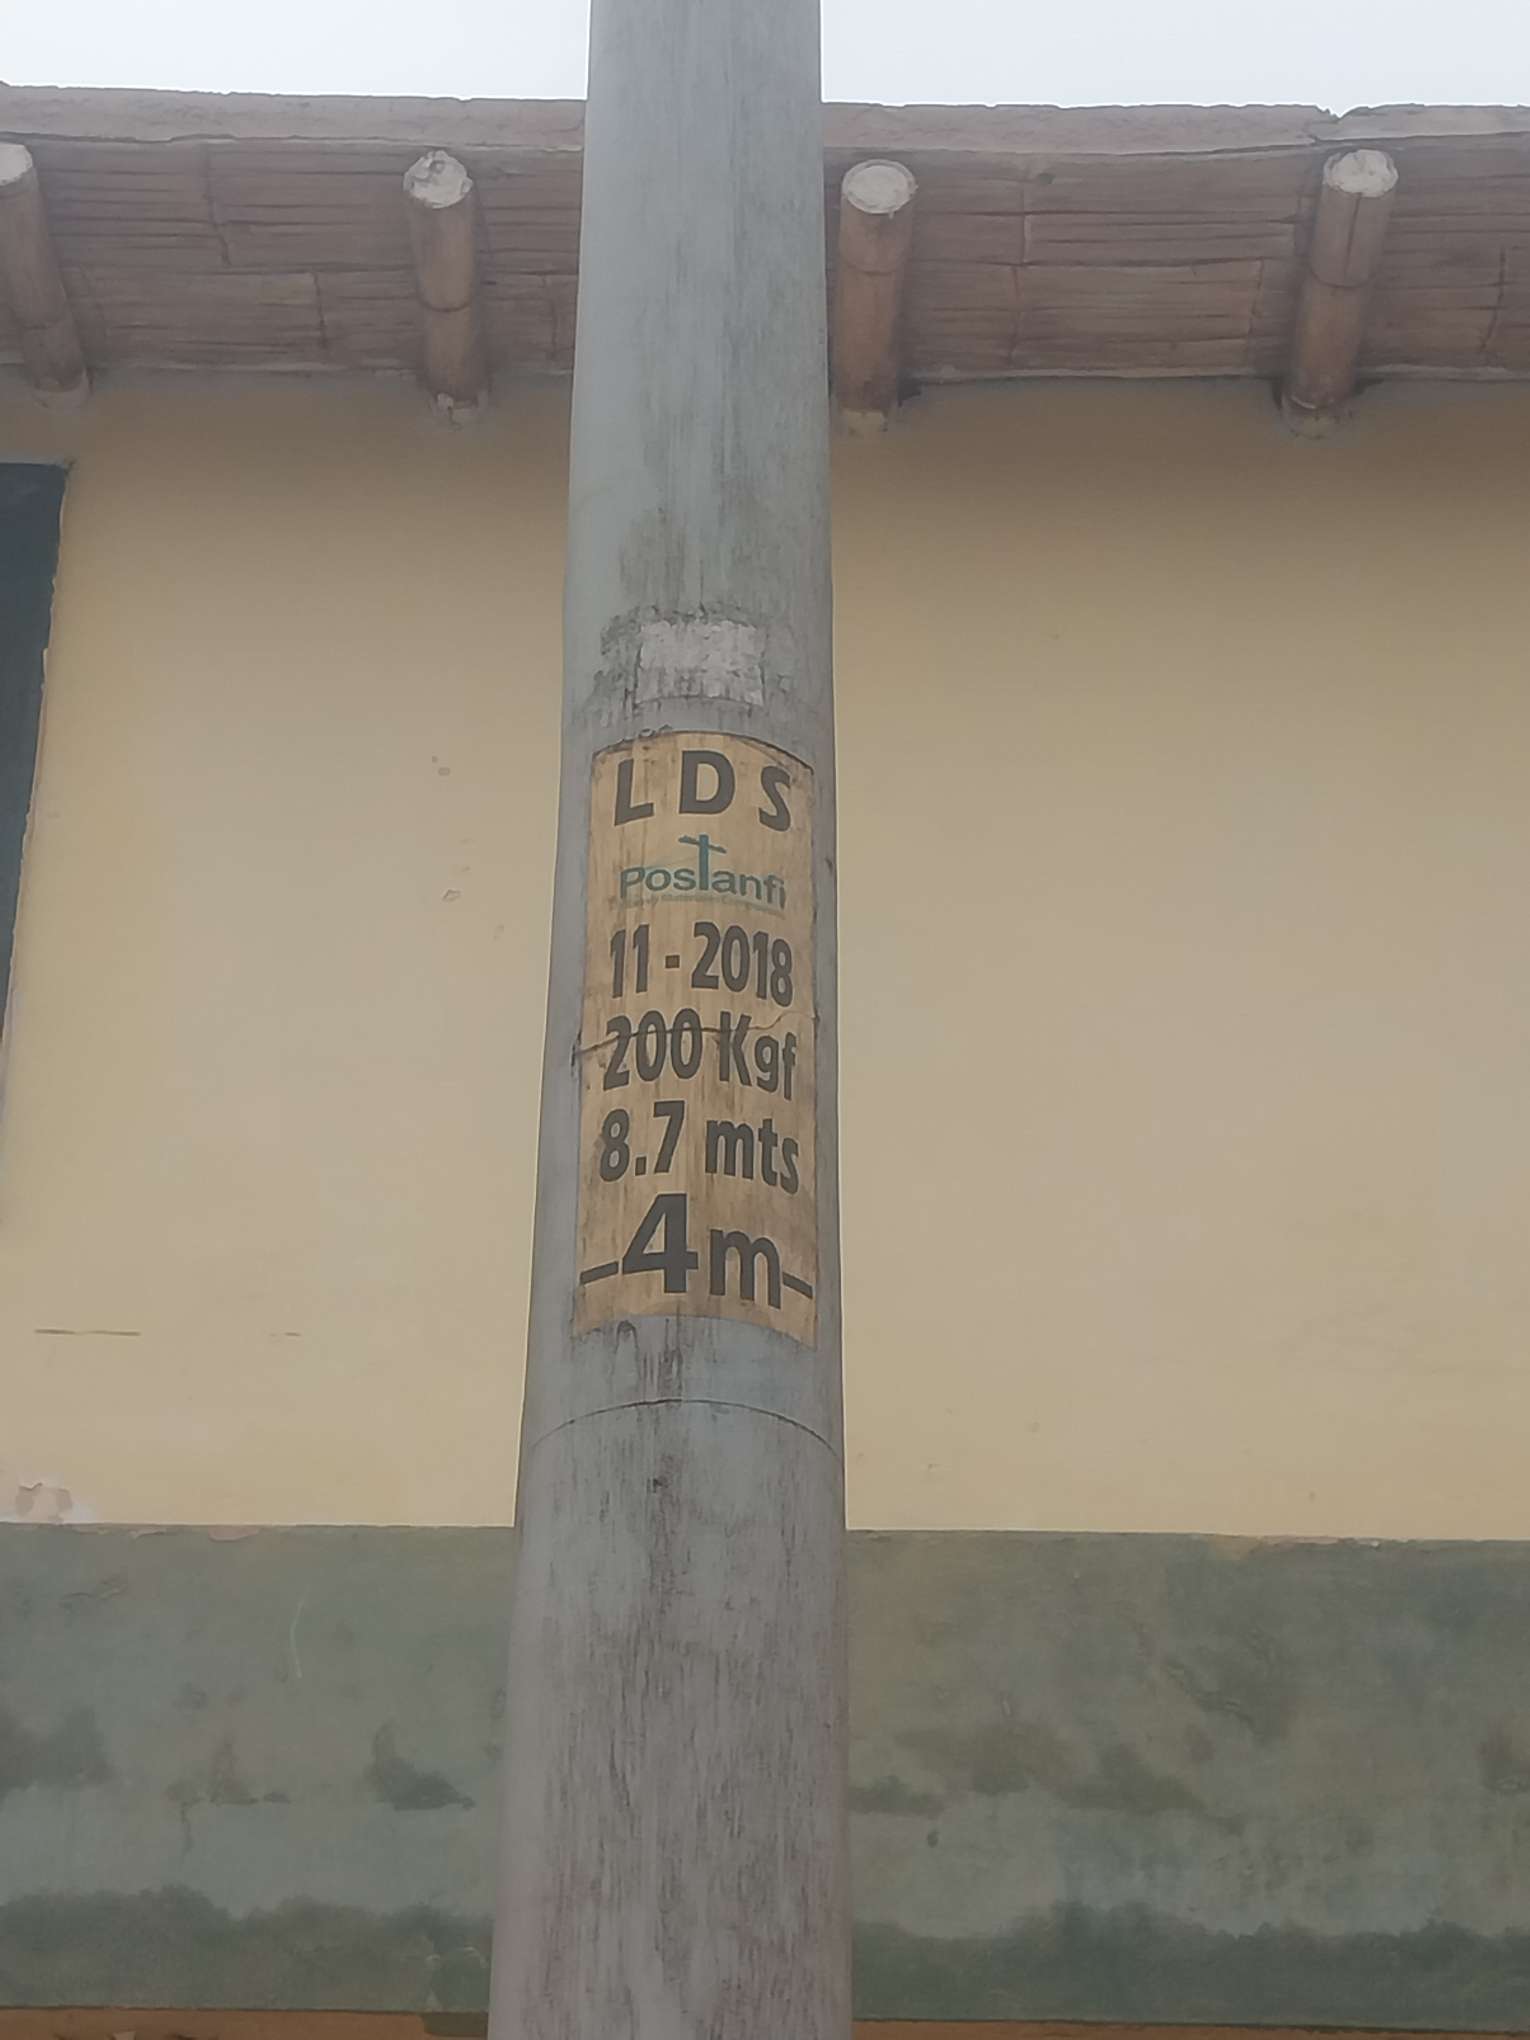 LDS
Postanfi
11 - 2018
200 Kgf
8.7 mts
-4m-